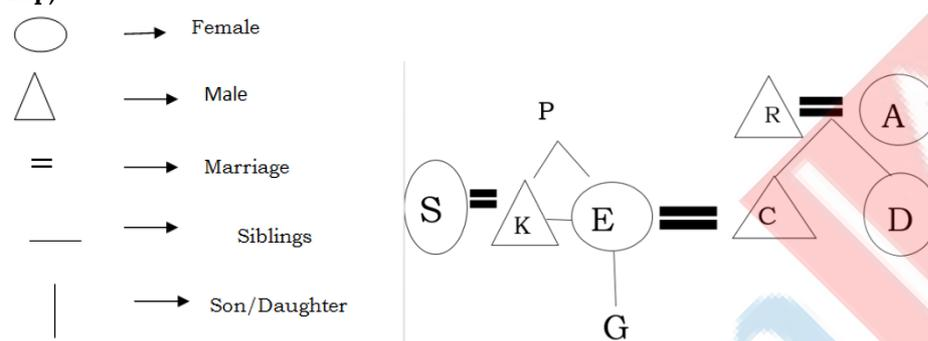 Female
Male
=
Marriage
Siblings
Son/Daughter
P
R = A
S = K E = C D
G